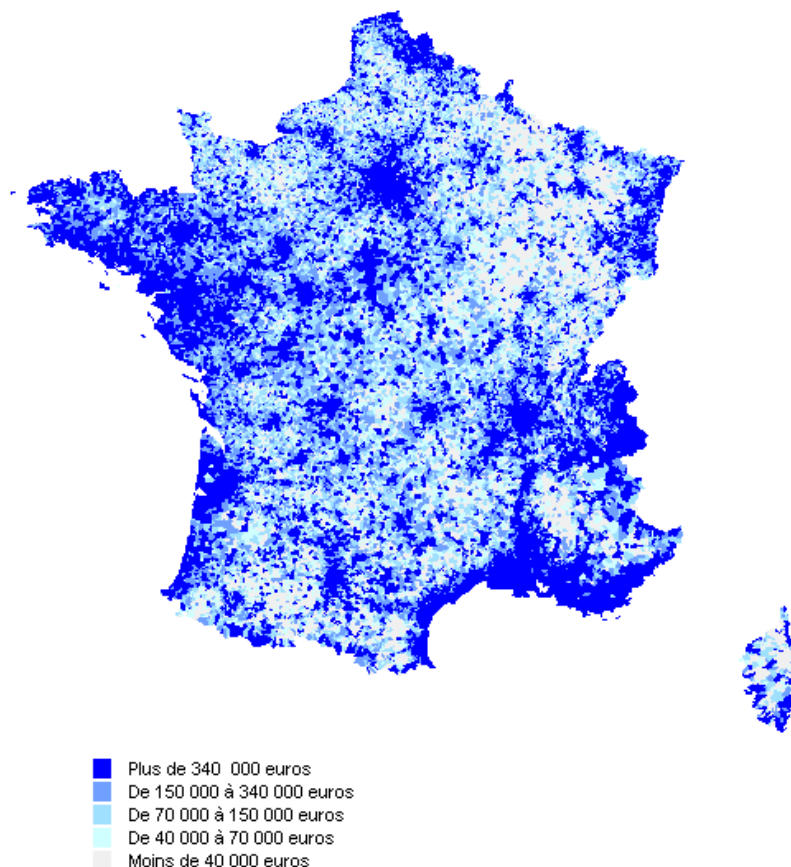 Plus de 340 000 euros
De 150 000 à 340 000 euros
De 70 000 à 150 000 euros
De 40 000 à 70 000 euros
Moins de 40 000 euros